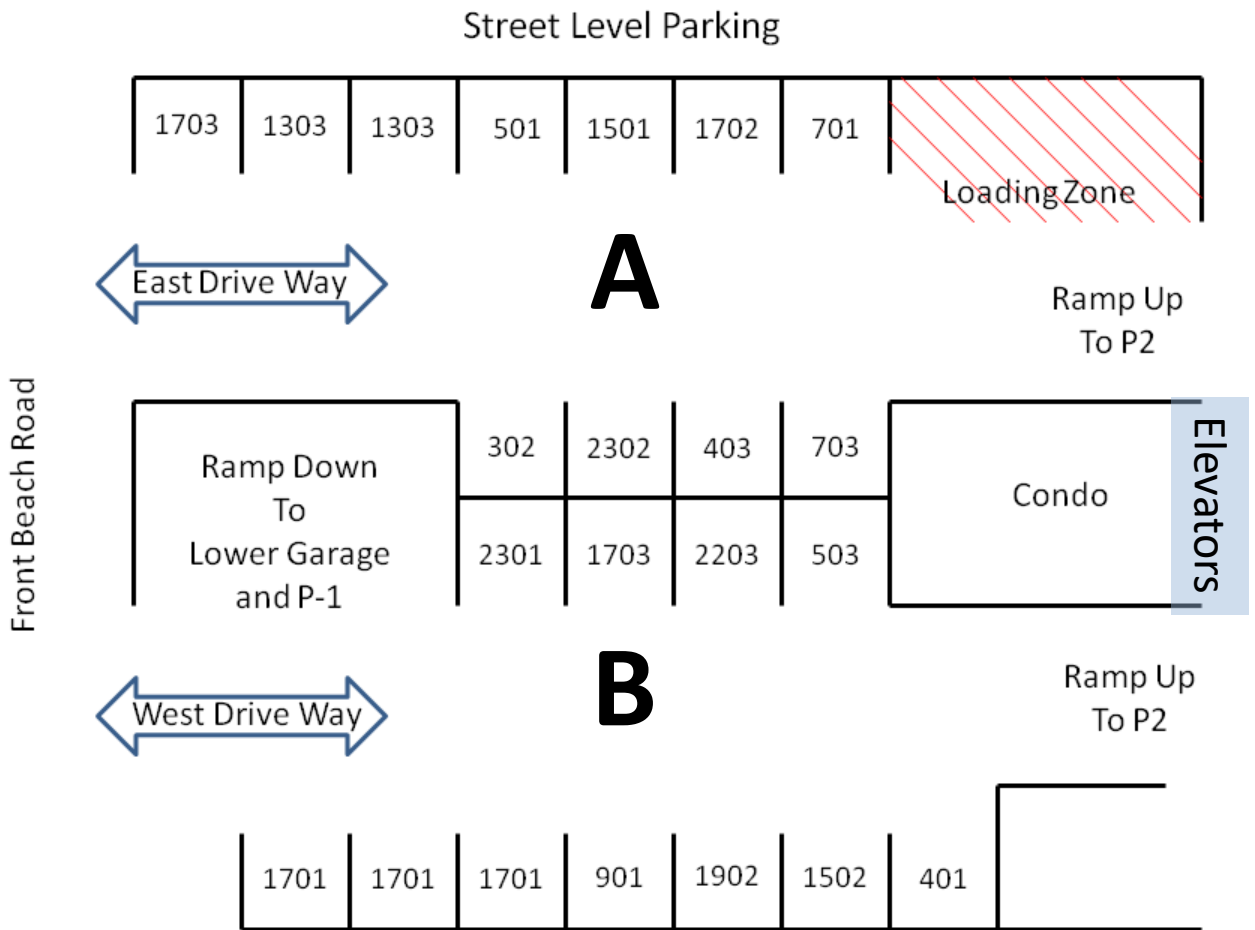 Street Level Parking
1703 1303 1303 501 1501 1702 701
Loading Zone
A
East Drive Way
Ramp Up
To P2
Front Beach Road
Ramp Down
To
Lower Garage
and P-1
302 2302 403 703
2301 1703 2203 503
Condo
Elevators
B
West Drive Way
Ramp Up
To P2
1701 1701 1701 901 1902 1502 401